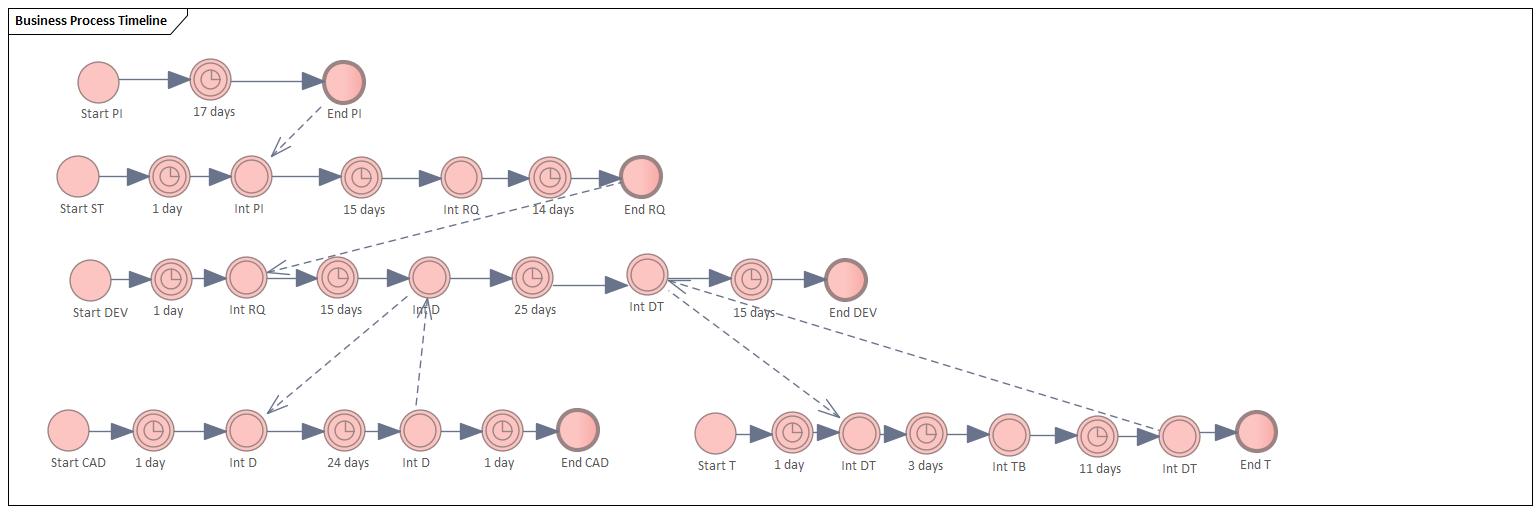 Business Process Timeline
Start PI
17 days
End PI
Start ST
1 day
Int PI
15 days
Int RQ
14 days
End RQ
Start DEV
1 day
Int RQ
15 days
Int D
25 days
Int DT
15 days
End DEV
Start CAD
1 day
Int D
24 days
Int D
1 day
End CAD
Start T
1 day
Int DT
3 days
Int TB
11 days
Int DT
End T